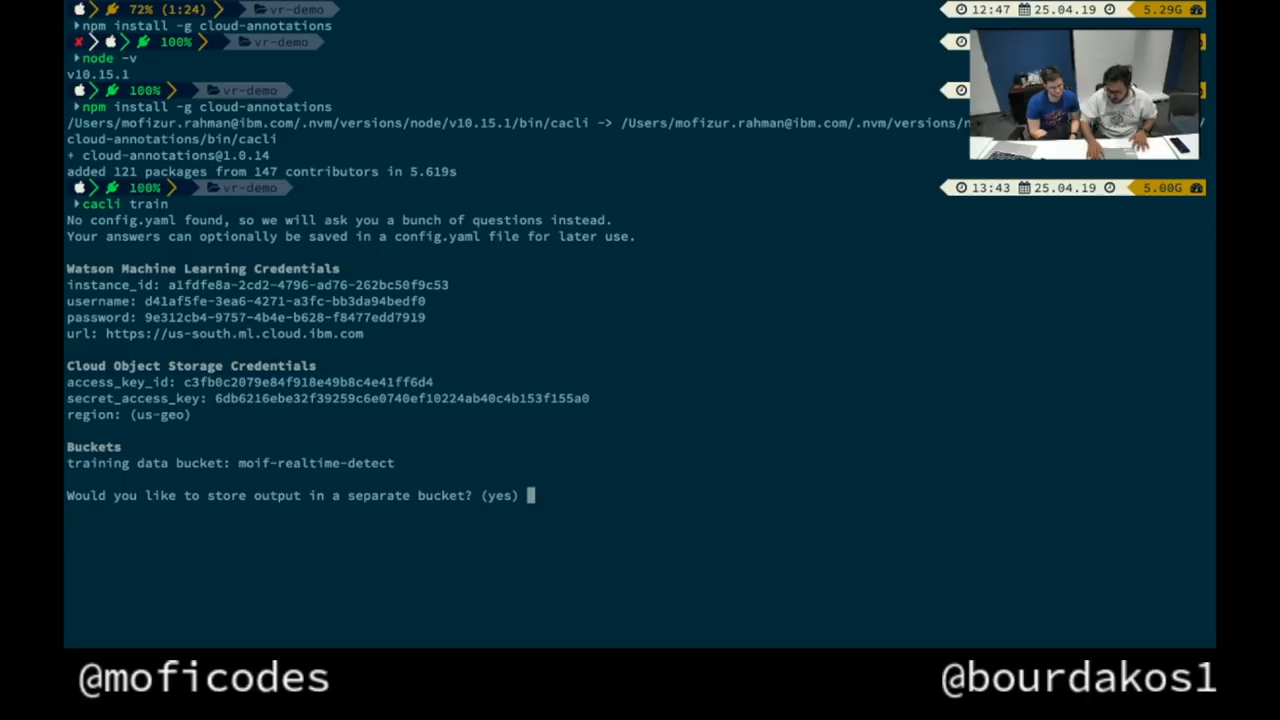 72% (1:24) vr-demo 12:47 25.04.19 5.29G
npm install -g cloud-annotations
100% vr-demo
node -v
v10.15.1
100% vr-demo
npm install -g cloud-annotations
/Users/mofizur.rahman@ibm.com/.nvm/versions/node/v10.15.1/bin/cacli -> /Users/mofizur.rahman@ibm.com/.nvm/versions/
cloud-annotations/bin/cacli
+ cloud-annotations@1.0.14
added 121 packages from 147 contributors in 5.619s
100% vr-demo 13:43 25.04.19 5.00G
cacli train
No config.yaml found, so we will ask you a bunch of questions instead.
Your answers can optionally be saved in a config.yaml file for later use.
Watson Machine Learning Credentials
instance_id: a1fdfe8a-2cd2-4796-ad76-262bc50f9c53
username: d41af5fe-3ea6-4271-a3fc-bb3da94bedf0
password: 9e312cb4-9757-4b4e-b628-f8477edd7919
url: https://us-south.ml.cloud.ibm.com
Cloud Object Storage Credentials
access_key_id: c3fb0c2079e84f918e49b8c4e41ff6d4
secret_access_key: 6db6216ebe32f39259c6e0740ef10224ab40c4b153f155a0
region: (us-geo)
Buckets
training data bucket: moif-realtime-detect
Would you like to store output in a separate bucket? (yes)
@moficodes
@bourdakos1